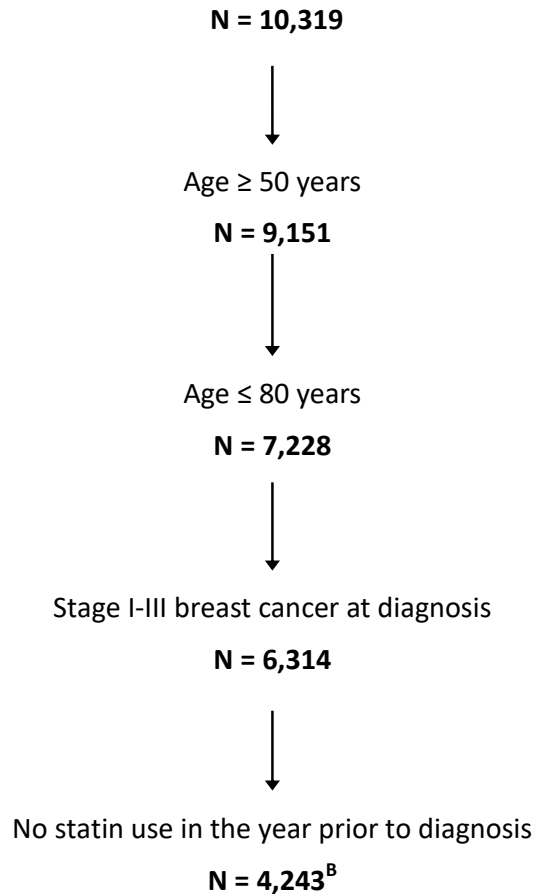 N = 10,319
Age ≥ 50 years
N = 9,151
Age ≤ 80 years
N = 7,228
Stage I-III breast cancer at diagnosis
N = 6,314
No statin use in the year prior to diagnosis
N = 4,243ᴮ